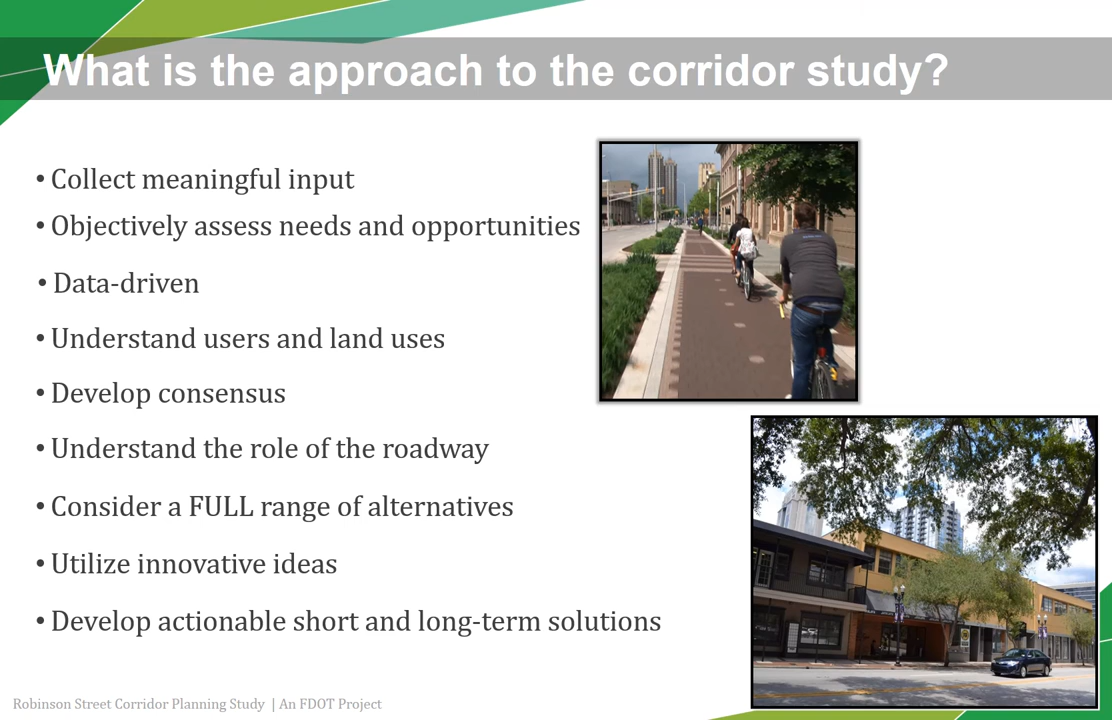 What is the approach to the corridor study?
• Collect meaningful input
• Objectively assess needs and opportunities
• Data-driven
• Understand users and land uses
• Develop consensus
• Understand the role of the roadway
• Consider a FULL range of alternatives
• Utilize innovative ideas
• Develop actionable short and long-term solutions
Robinson Street Corridor Planning Study | An FDOT Project